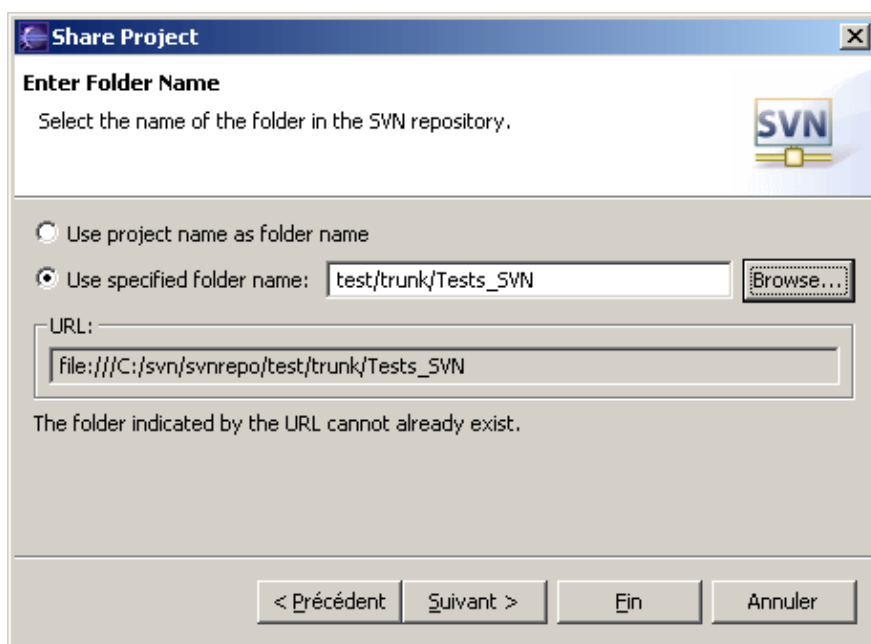 Share Project
Enter Folder Name
Select the name of the folder in the SVN repository.
SVN
Use project name as folder name
Use specified folder name: test/trunk/Tests_SVN Browse...
URL:
file:///C:/svn/svnrepo/test/trunk/Tests_SVN
The folder indicated by the URL cannot already exist.
< Précédent Suivant > Fin Annuler